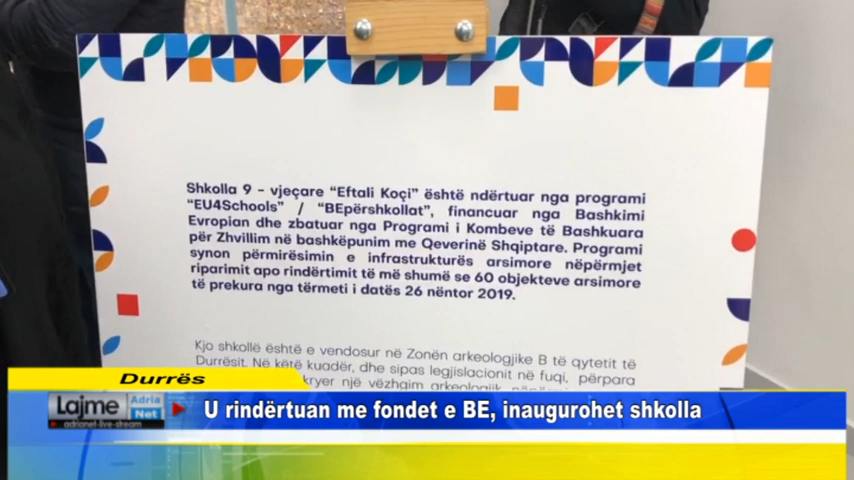 Shkolla 9 - vjeçare "Eftali Koçi" është ndërtuar nga programi
"EU4Schools" / "BEpërshkollat", financuar nga Bashkimi
Evropian dhe zbatuar nga Programi i Kombeve të Bashkuara
për Zhvillim në bashkëpunim me Qeverinë Shqiptare. Programi
synon përmirësimin e infrastrukturës arsimore nëpërmjet
riparimit apo rindërtimit të më shumë se 60 objekteve arsimore
të prekura nga tërmeti i datës 26 nëntor 2019.
Kjo shkollë është e vendosur në Zonën arkeologjike B të qytetit të
Durrësit. Në këtë kuadër, dhe sipas legjislacionit në fuqi, përpara
kryer një vëzhgim arkeologjik
Durrës
Lajme Adria Net
adrianet-live-stream
U rindërtuan me fondet e BE, inaugurohet shkolla